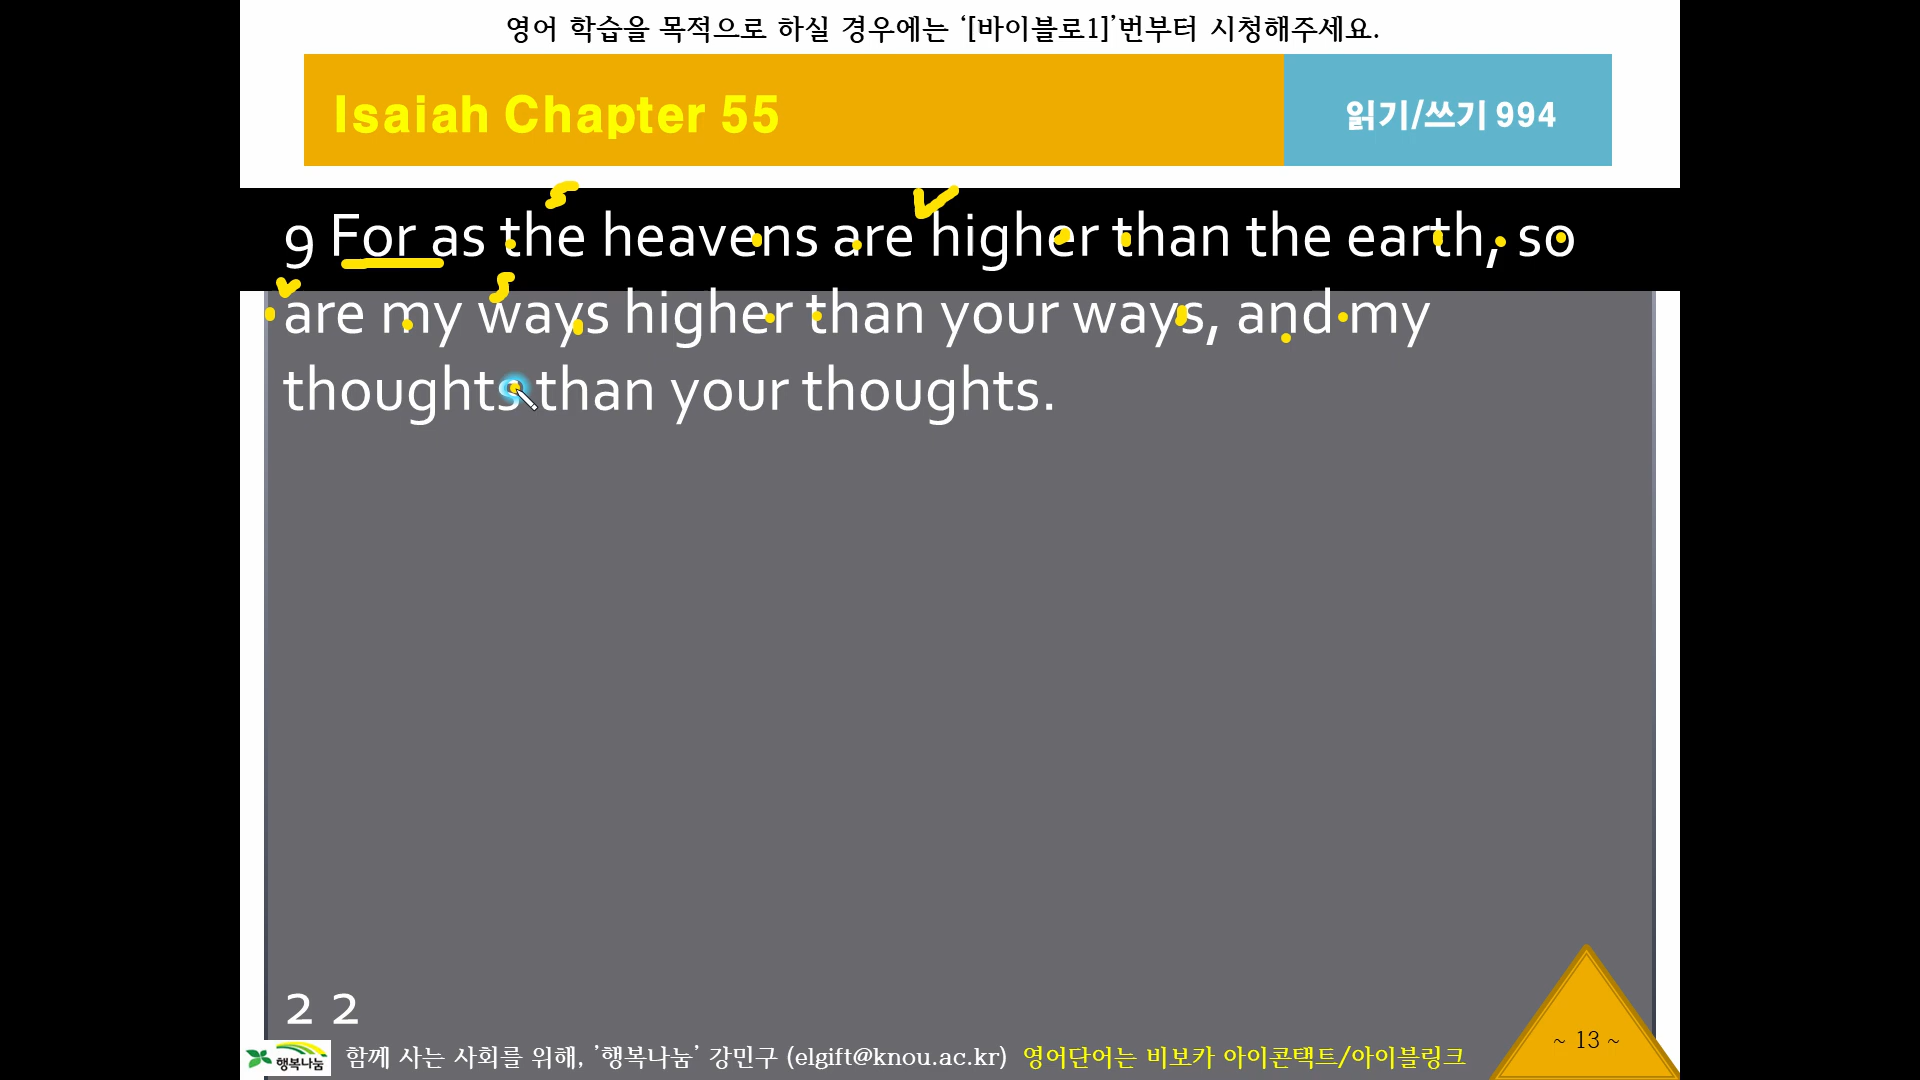 영어 학습을 목적으로 하실 경우에는 ‘[바이블로1]’번부터 시청해주세요.
Isaiah Chapter 55
읽기/쓰기 994
9 For as the heavens are higher than the earth, so
are my ways higher than your ways, and my
thoughts than your thoughts.
2 2
~ 13 ~
행복나눔
함께 사는 사회를 위해, ’행복나눔’ 강민구 (elgift@knou.ac.kr) 영어단어는 비보카 아이콘택트/아이블링크